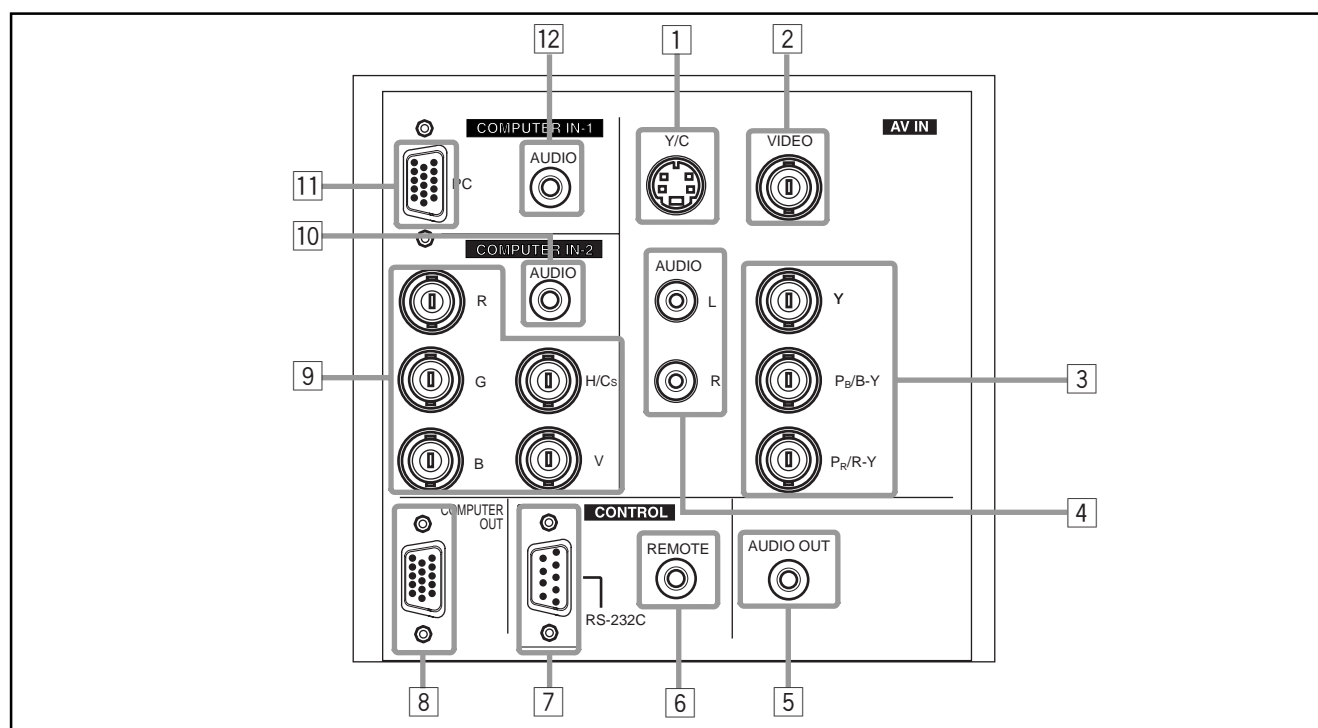 12
1
2
COMPUTER IN-1
AV IN
AUDIO
Y/C
VIDEO
11
PC
10
COMPUTER IN-2
AUDIO
AUDIO
R
L
Y
9
G
H/Cs
R
PB/B-Y
3
B
V
PR/R-Y
4
COMPUTER
OUT
CONTROL
REMOTE
AUDIO OUT
RS-232C
8
7
6
5